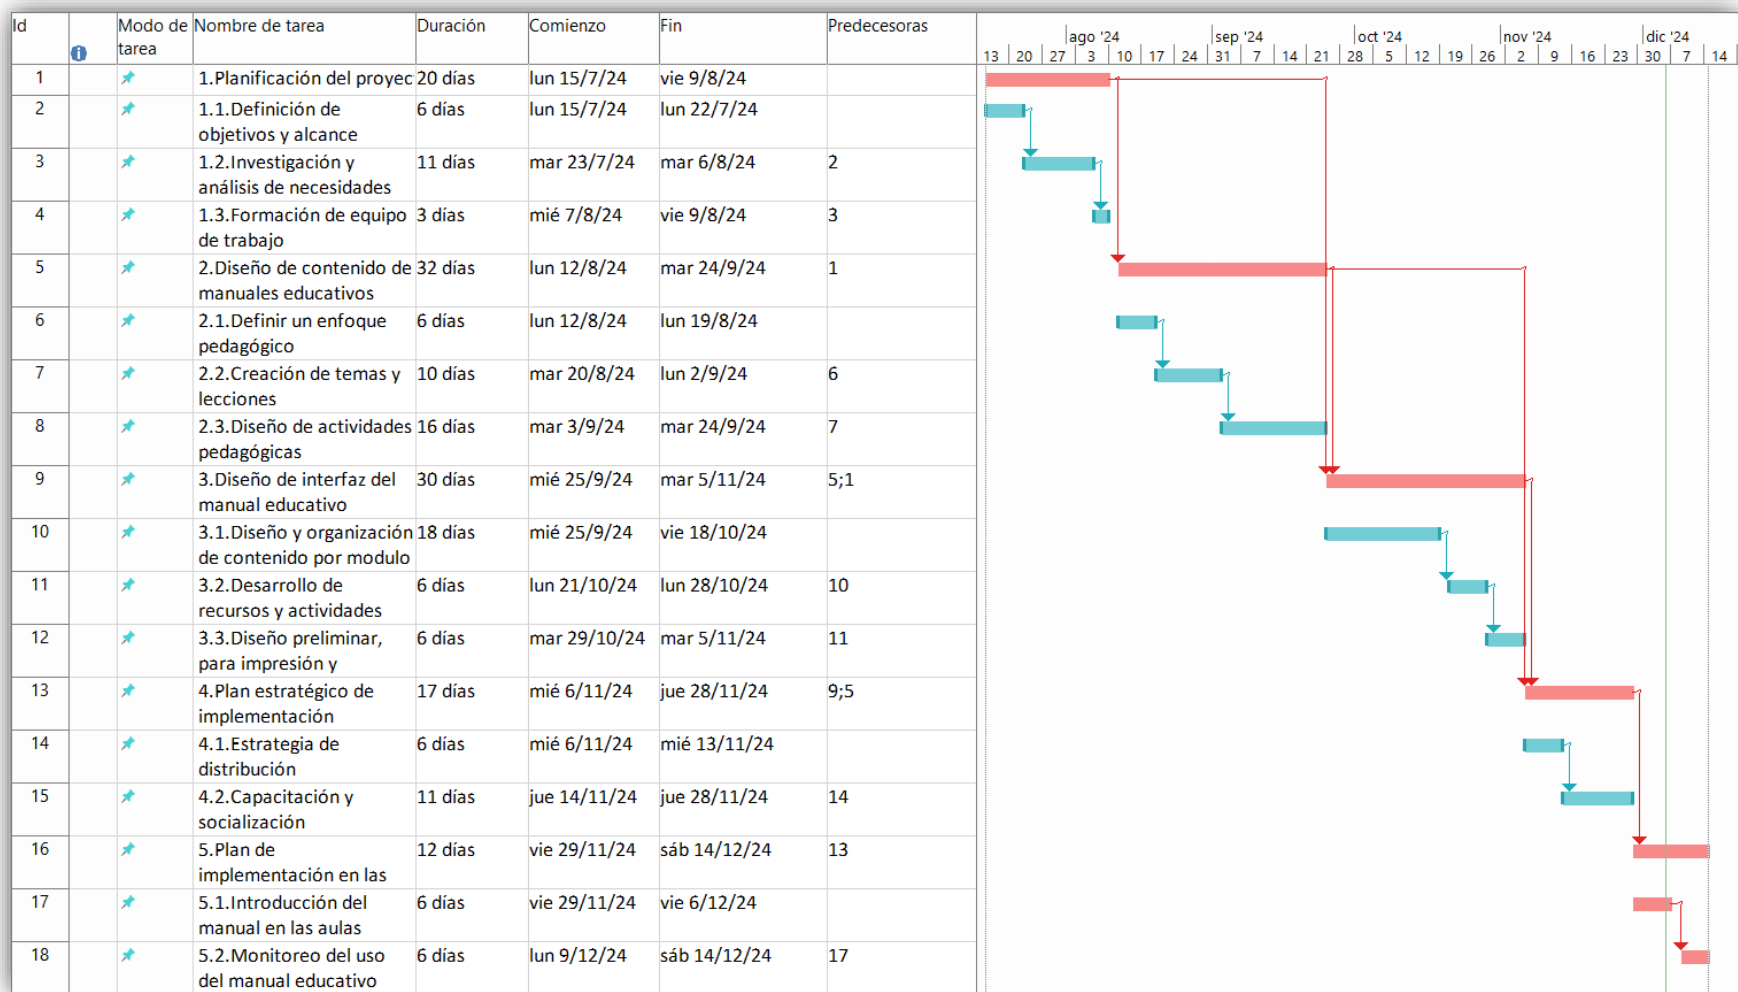 Id Modo de tarea Nombre de tarea Duración Comienzo Fin Predecesoras
ago '24 sep '24 oct '24 nov '24 dic '24
13 20 27 3 10 17 24 31 7 14 21 28 5 12 19 26 2 9 16 23 30 7 14
1 1.Planificación del proyec 20 días lun 15/7/24 vie 9/8/24
2 1.1.Definición de 6 días lun 15/7/24 lun 22/7/24
objetivos y alcance
3 1.2.Investigación y 11 días mar 23/7/24 mar 6/8/24 2
análisis de necesidades
4 1.3.Formación de equipo 3 días mié 7/8/24 vie 9/8/24 3
de trabajo
5 2.Diseño de contenido de 32 días lun 12/8/24 mar 24/9/24 1
manuales educativos
6 2.1.Definir un enfoque 6 días lun 12/8/24 lun 19/8/24
pedagógico
7 2.2.Creación de temas y 10 días mar 20/8/24 lun 2/9/24 6
lecciones
8 2.3.Diseño de actividades 16 días mar 3/9/24 mar 24/9/24 7
pedagógicas
9 3.Diseño de interfaz del 30 días mié 25/9/24 mar 5/11/24 5;1
manual educativo
10 3.1.Diseño y organización 18 días mié 25/9/24 vie 18/10/24
de contenido por modulo
11 3.2.Desarrollo de 6 días lun 21/10/24 lun 28/10/24 10
recursos y actividades
12 3.3.Diseño preliminar, 6 días mar 29/10/24 mar 5/11/24 11
para impresión y
13 4.Plan estratégico de 17 días mié 6/11/24 jue 28/11/24 9;5
implementación
14 4.1.Estrategia de 6 días mié 6/11/24 mié 13/11/24
distribución
15 4.2.Capacitación y 11 días jue 14/11/24 jue 28/11/24 14
socialización
16 5.Plan de 12 días vie 29/11/24 sáb 14/12/24 13
implementación en las
17 5.1.Introducción del 6 días vie 29/11/24 vie 6/12/24
manual en las aulas
18 5.2.Monitoreo del uso 6 días lun 9/12/24 sáb 14/12/24 17
del manual educativo